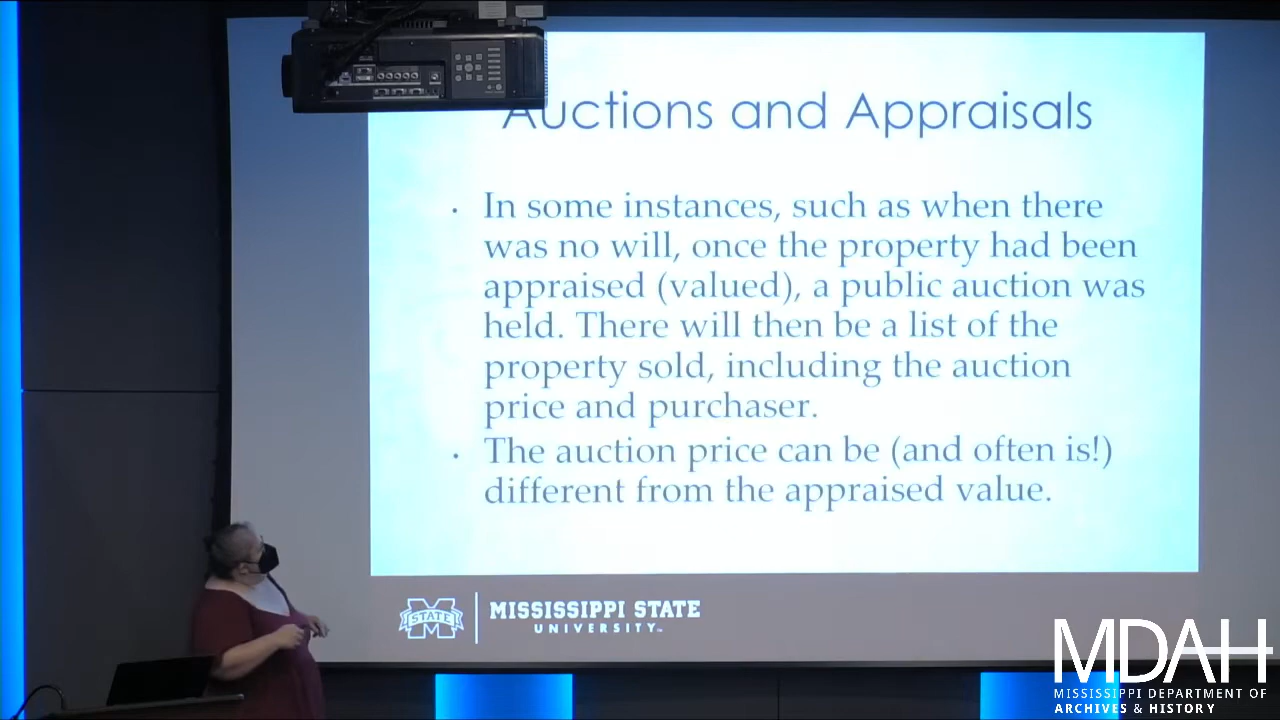 Auctions and Appraisals
· In some instances, such as when there
was no will, once the property had been
appraised (valued), a public auction was
held. There will then be a list of the
property sold, including the auction
price and purchaser.
· The auction price can be (and often is!)
different from the appraised value.
STATE
MISSISSIPPI STATE
UNIVERSITY™
MDAH
MISSISSIPPI DEPARTMENT OF
ARCHIVES & HISTORY